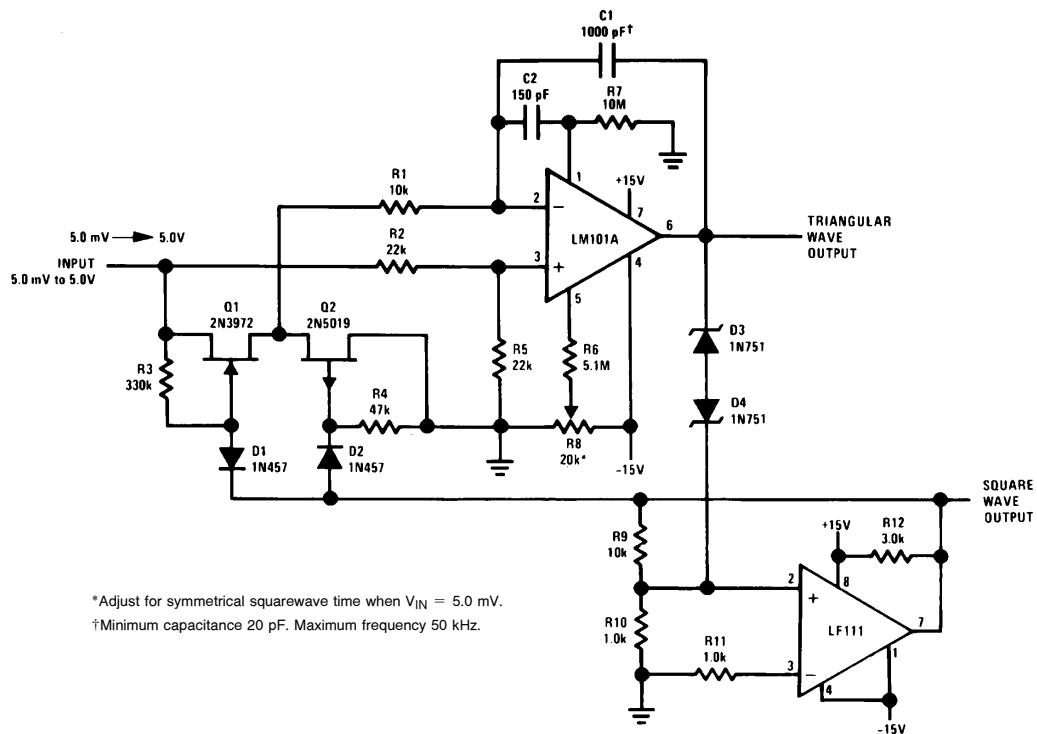 C1
1000 pF†
C2
150 pF
R7
10M
R1
10k
1
+15V
2
−
7
LM101A
6
TRIANGULAR
WAVE
OUTPUT
5.0 mV
5.0V
INPUT
5.0 mV to 5.0V
R2
22k
3
+
4
5
Q1
2N3972
Q2
2N5019
R3
330k
R5
22k
R6
5.1M
D3
1N751
R4
47k
D4
1N751
R8
20k*
-15V
D1
1N457
D2
1N457
SQUARE
WAVE
OUTPUT
R9
10k
+15V
R12
3.0k
2
+
8
*Adjust for symmetrical squarewave time when VIN = 5.0 mV.
†Minimum capacitance 20 pF. Maximum frequency 50 kHz.
R10
1.0k
R11
1.0k
LF111
7
3
−
1
4
-15V